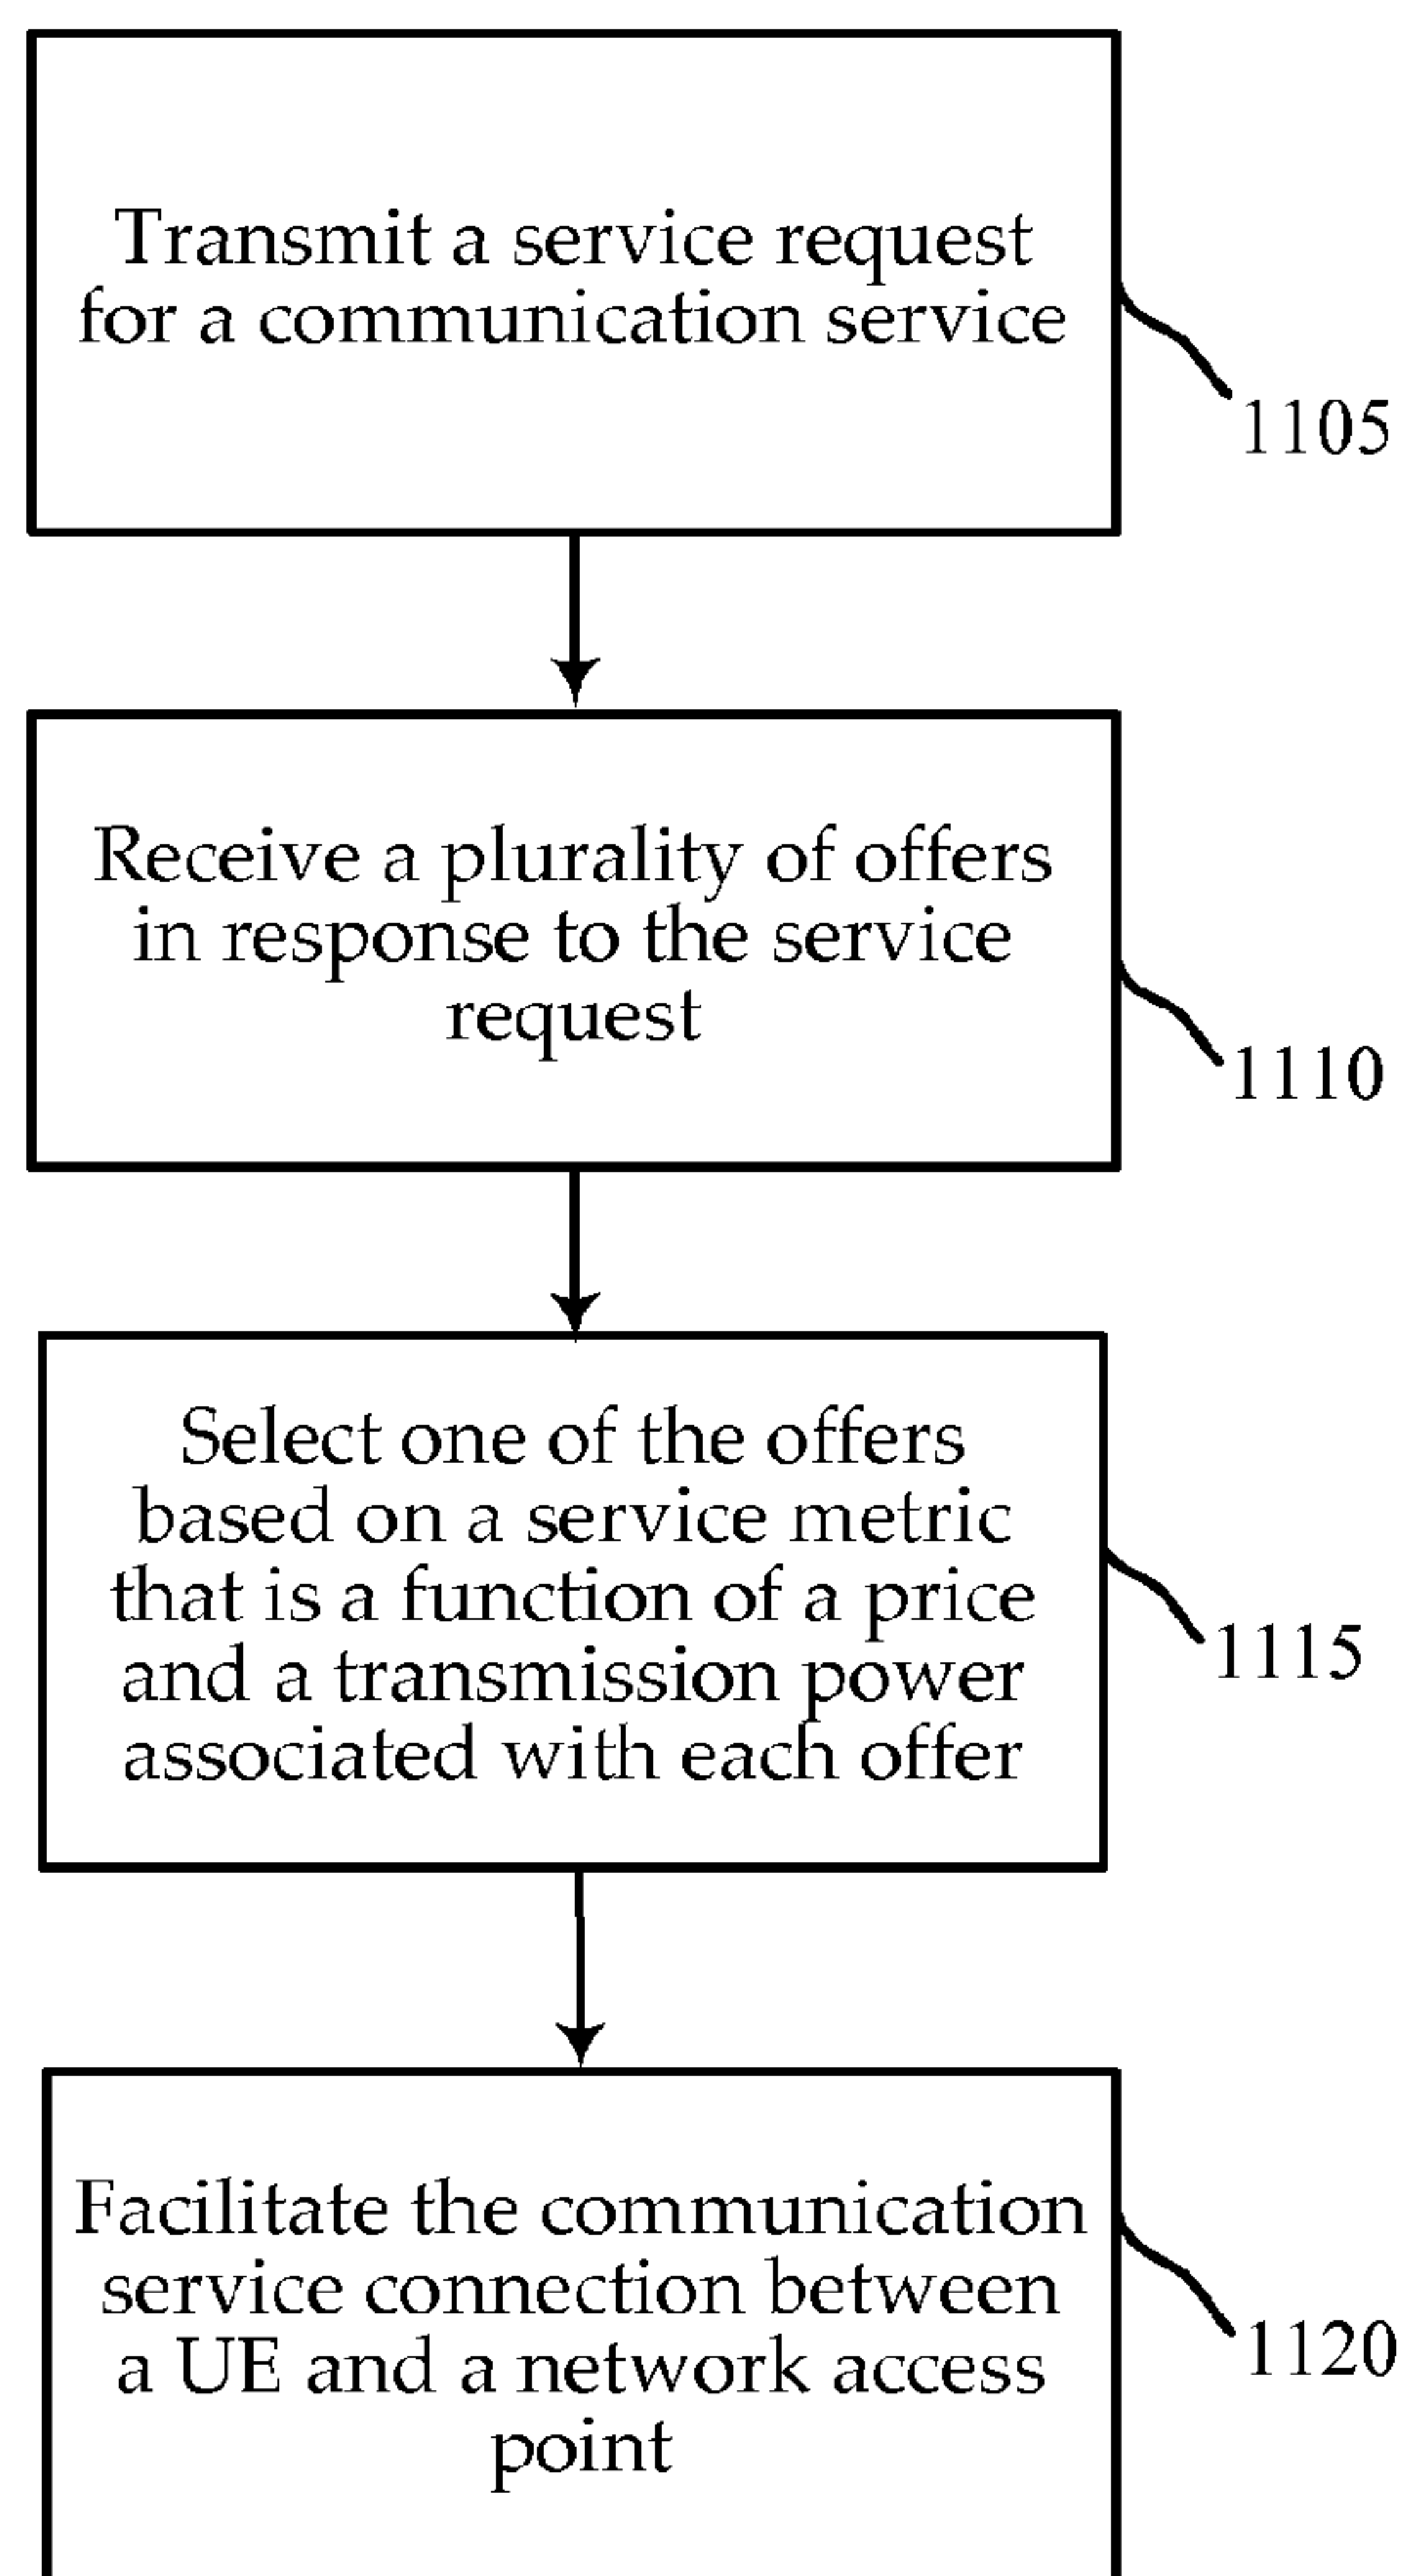 Transmit a service request
for a communication service
1105
Receive a plurality of offers
in response to the service
request
1110
Select one of the offers
based on a service metric
that is a function of a price
and a transmission power
associated with each offer
1115
Facilitate the communication
service connection between
a UE and a network access
point
1120